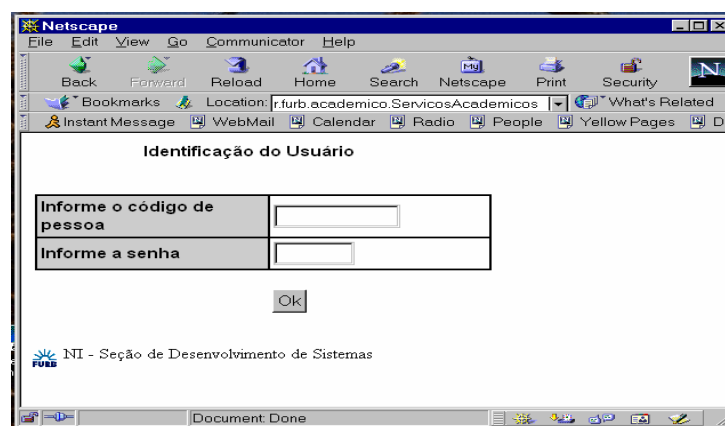 Netscape
File Edit View Go Communicator Help
Back Forward Reload Home Search Netscape Print Security
Bookmarks Location: r.furb.academico.ServicosAcademicos What's Related
Instant Message WebMail Calendar Radio People Yellow Pages D
Identificação do Usuário
Informe o código de
pessoa
Informe a senha
Ok
FURB NI - Seção de Desenvolvimento de Sistemas
Document: Done